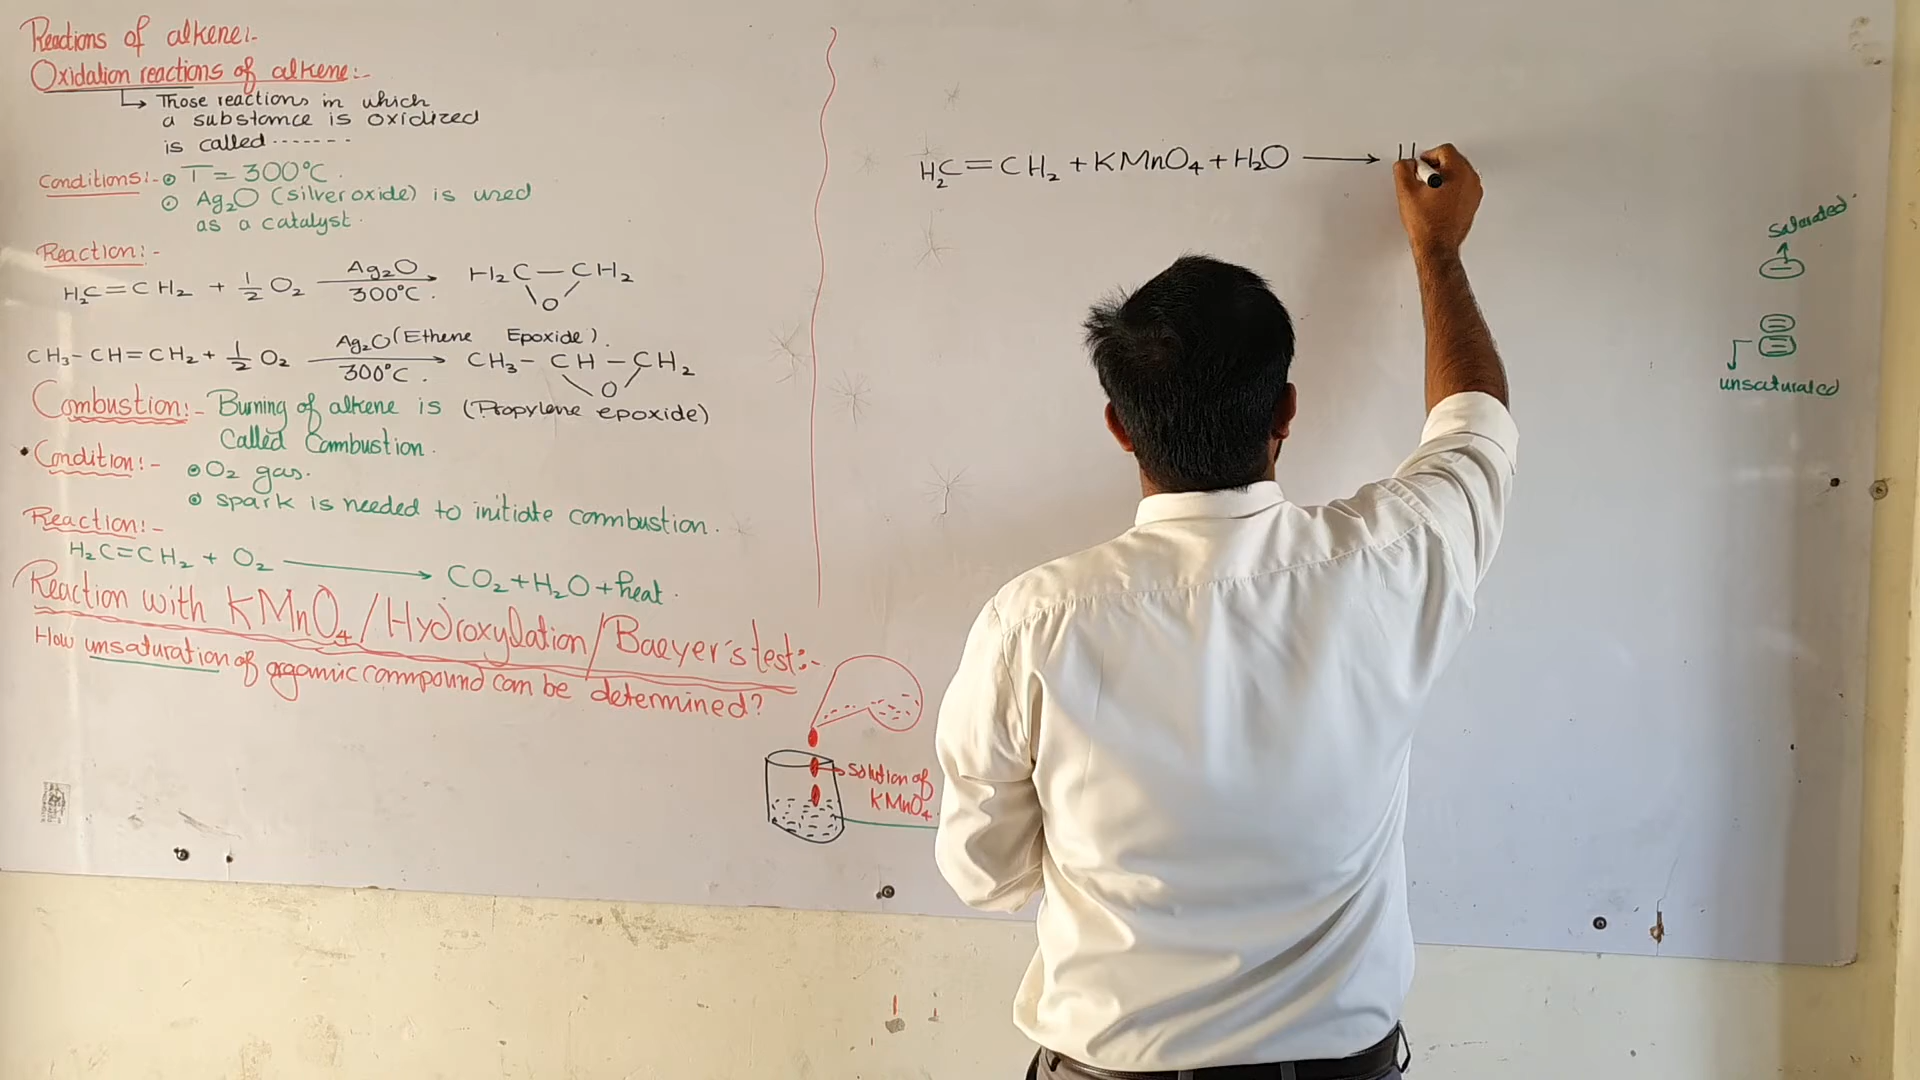 Reactions of alkene:-
Oxidation reactions of alkene:-
↳ Those reactions in which
a substance is oxidized
is called -------
Conditions:- ⊙ T = 300°C.
⊙ Ag₂O (silver oxide) is used
as a catalyst.
Reaction:-
H₂C=CH₂ + 1/2 O₂ —Ag₂O/300°C.→ H₂C—CH₂
\O/
(Ethene Epoxide).
CH₃-CH=CH₂ + 1/2 O₂ —Ag₂O/300°C.→ CH₃-CH-CH₂
\O/
(Propylene epoxide)
Combustion:- Burning of alkene is
Called Combustion.
• Condition:- ⊙ O₂ gas.
⊙ spark is needed to initiate commbustion.
Reaction:-
H₂C=CH₂ + O₂ ⟶ CO₂+H₂O+heat.
Reaction with KMnO₄/Hydroxylation/Baeyer's test:-
How unsaturation of organic commpound can be determined?
solution of
KMnO₄
H₂C=CH₂+KMnO₄+H₂O ⟶ H
saturated.
unsaturated